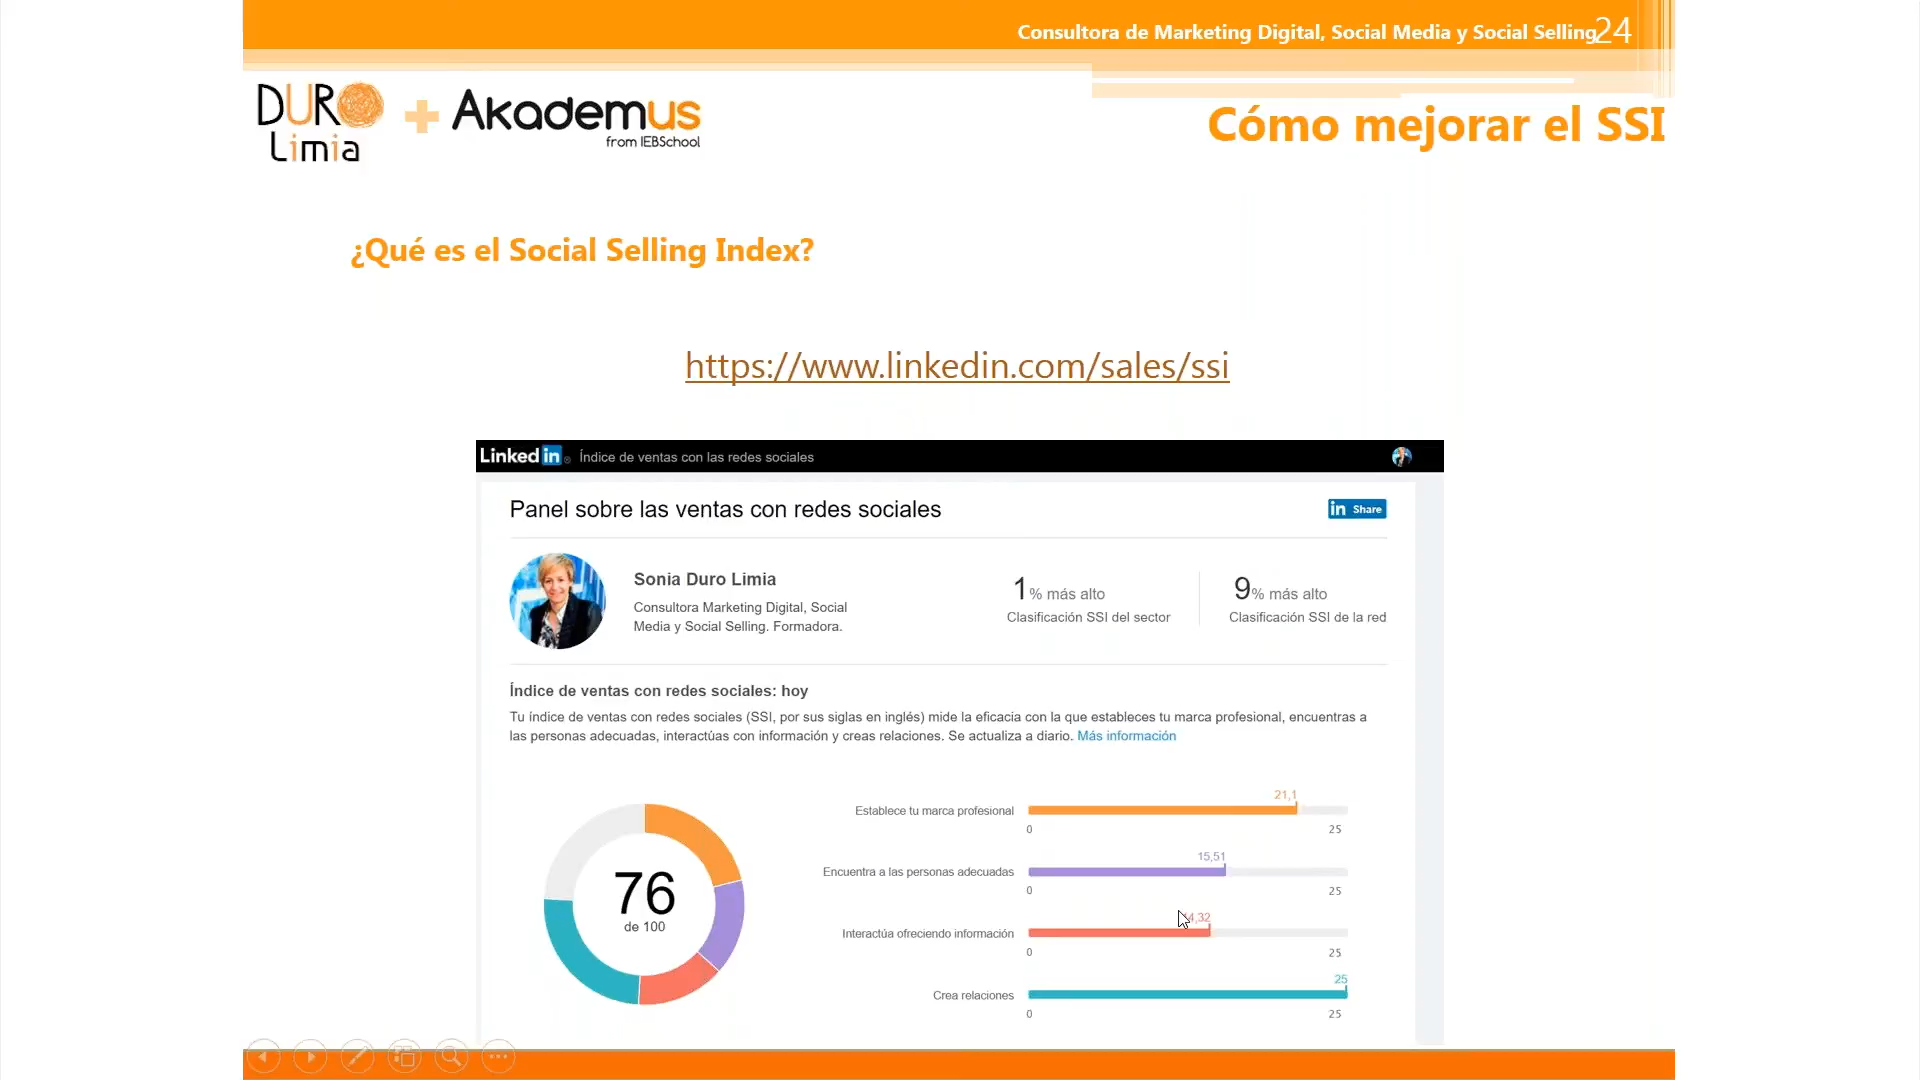 Consultora de Marketing Digital, Social Media y Social Selling 24
DURO
Limia
+
Akademus
from IEBSchool
Cómo mejorar el SSI
¿Qué es el Social Selling Index?
https://www.linkedin.com/sales/ssi
Linked in ® Índice de ventas con las redes sociales
Panel sobre las ventas con redes sociales
in Share
Sonia Duro Limia
Consultora Marketing Digital, Social
Media y Social Selling. Formadora.
1% más alto
Clasificación SSI del sector
9% más alto
Clasificación SSI de la red
Índice de ventas con redes sociales: hoy
Tu índice de ventas con redes sociales (SSI, por sus siglas en inglés) mide la eficacia con la que estableces tu marca profesional, encuentras a
las personas adecuadas, interactúas con información y creas relaciones. Se actualiza a diario. Más información
76
de 100
21,1
Establece tu marca profesional
0 25
15,51
Encuentra a las personas adecuadas
0 25
4,32
Interactúa ofreciendo información
0 25
25
Crea relaciones
0 25